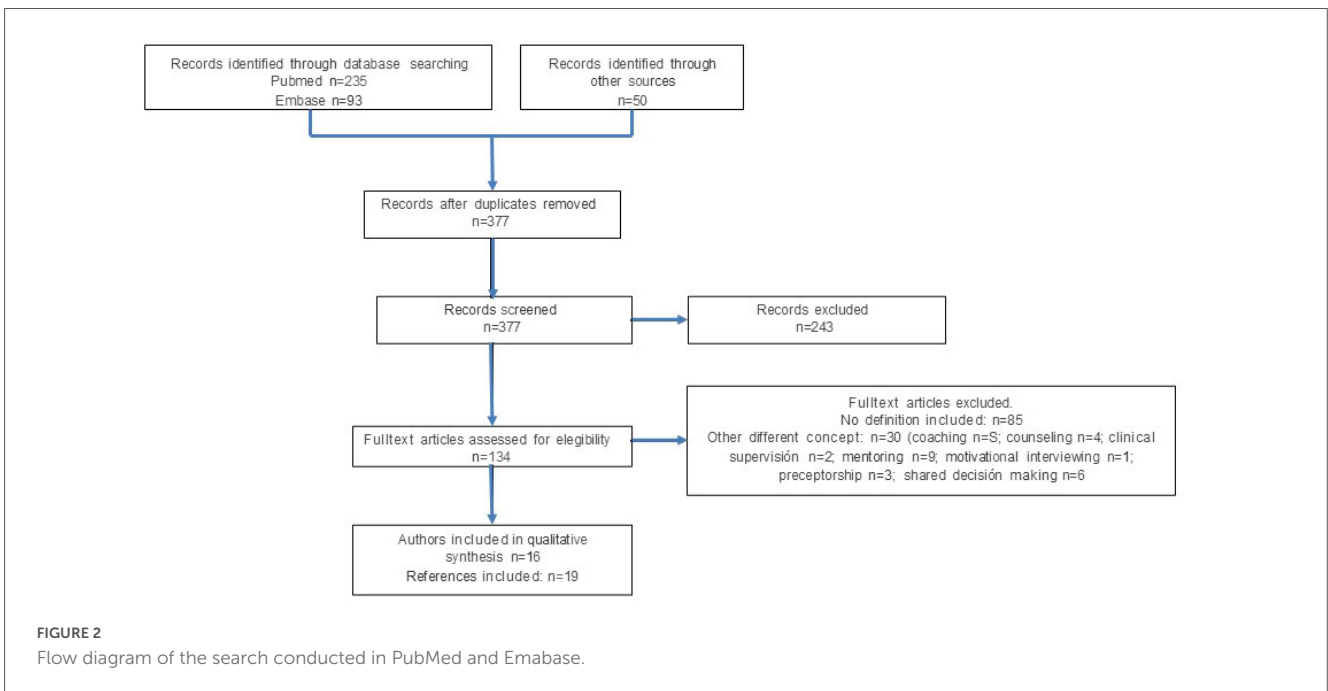 Records identified through database searching
Pubmed n=235
Embase n=93
Records identified through
other sources
n=50
Records after duplicates removed
n=377
Records screened
n=377
Records excluded
n=243
Fulltext articles assessed for elegibility
n=134
Fulltext articles excluded.
No definition included: n=85
Other different concept: n=30 (coaching n=S; counseling n=4; clinical
supervisión n=2; mentoring n=9; motivational interviewing n=1;
preceptorship n=3; shared decisión making n=6
Authors included in qualitative
synthesis n=16
References included: n=19
FIGURE 2
Flow diagram of the search conducted in PubMed and Emabase.